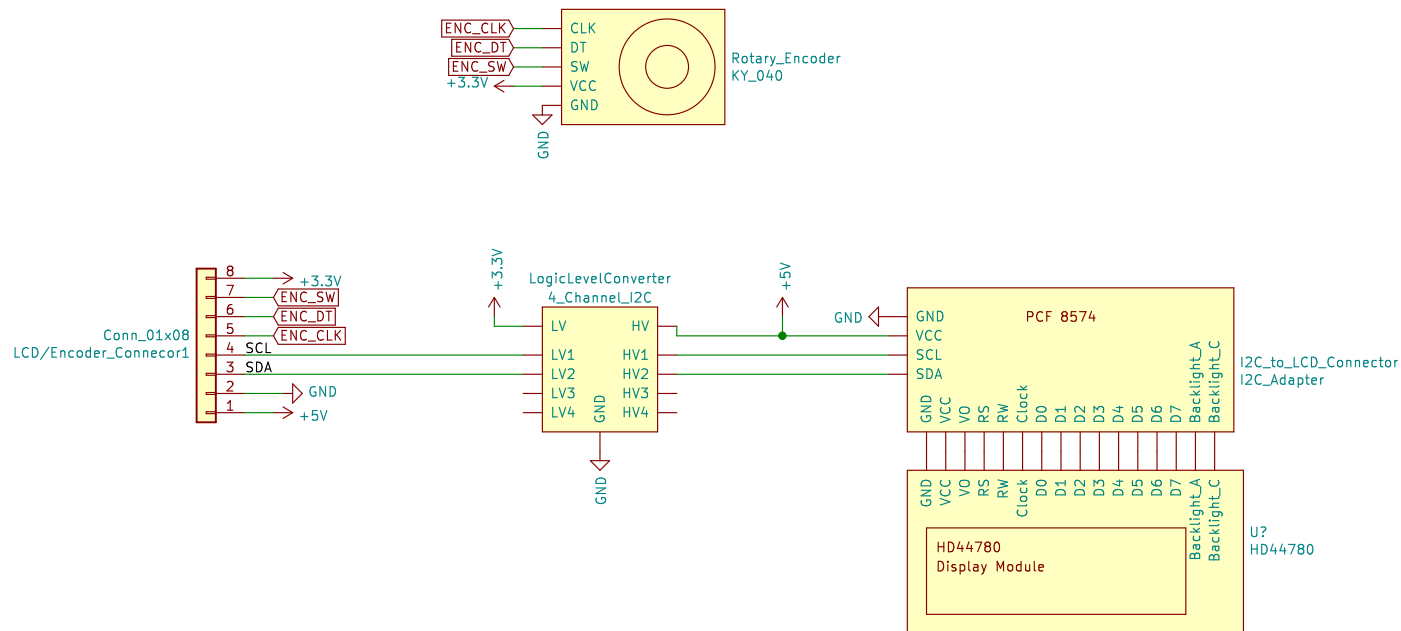 ENC_CLK
ENC_DT
ENC_SW
+3.3V
GND
CLK
DT
SW
VCC
GND
Rotary_Encoder
KY_040
Conn_01x08
LCD/Encoder_Connecor1
8
7
6
5
4
3
2
1
+3.3V
ENC_SW
ENC_DT
ENC_CLK
SCL
SDA
GND
+5V
+3.3V
LogicLevelConverter
4_Channel_I2C
LV
LV1
LV2
LV3
LV4
GND
HV
HV1
HV2
HV3
HV4
GND
+5V
GND
GND
VCC
SCL
SDA
PCF 8574
GND
VCC
VO
RS
RW
Clock
D0
D1
D2
D3
D4
D5
D6
D7
Backlight_A
Backlight_C
I2C_to_LCD_Connector
I2C_Adapter
GND
VCC
VO
RS
RW
Clock
D0
D1
D2
D3
D4
D5
D6
D7
Backlight_A
Backlight_C
HD44780
Display Module
U?
HD44780